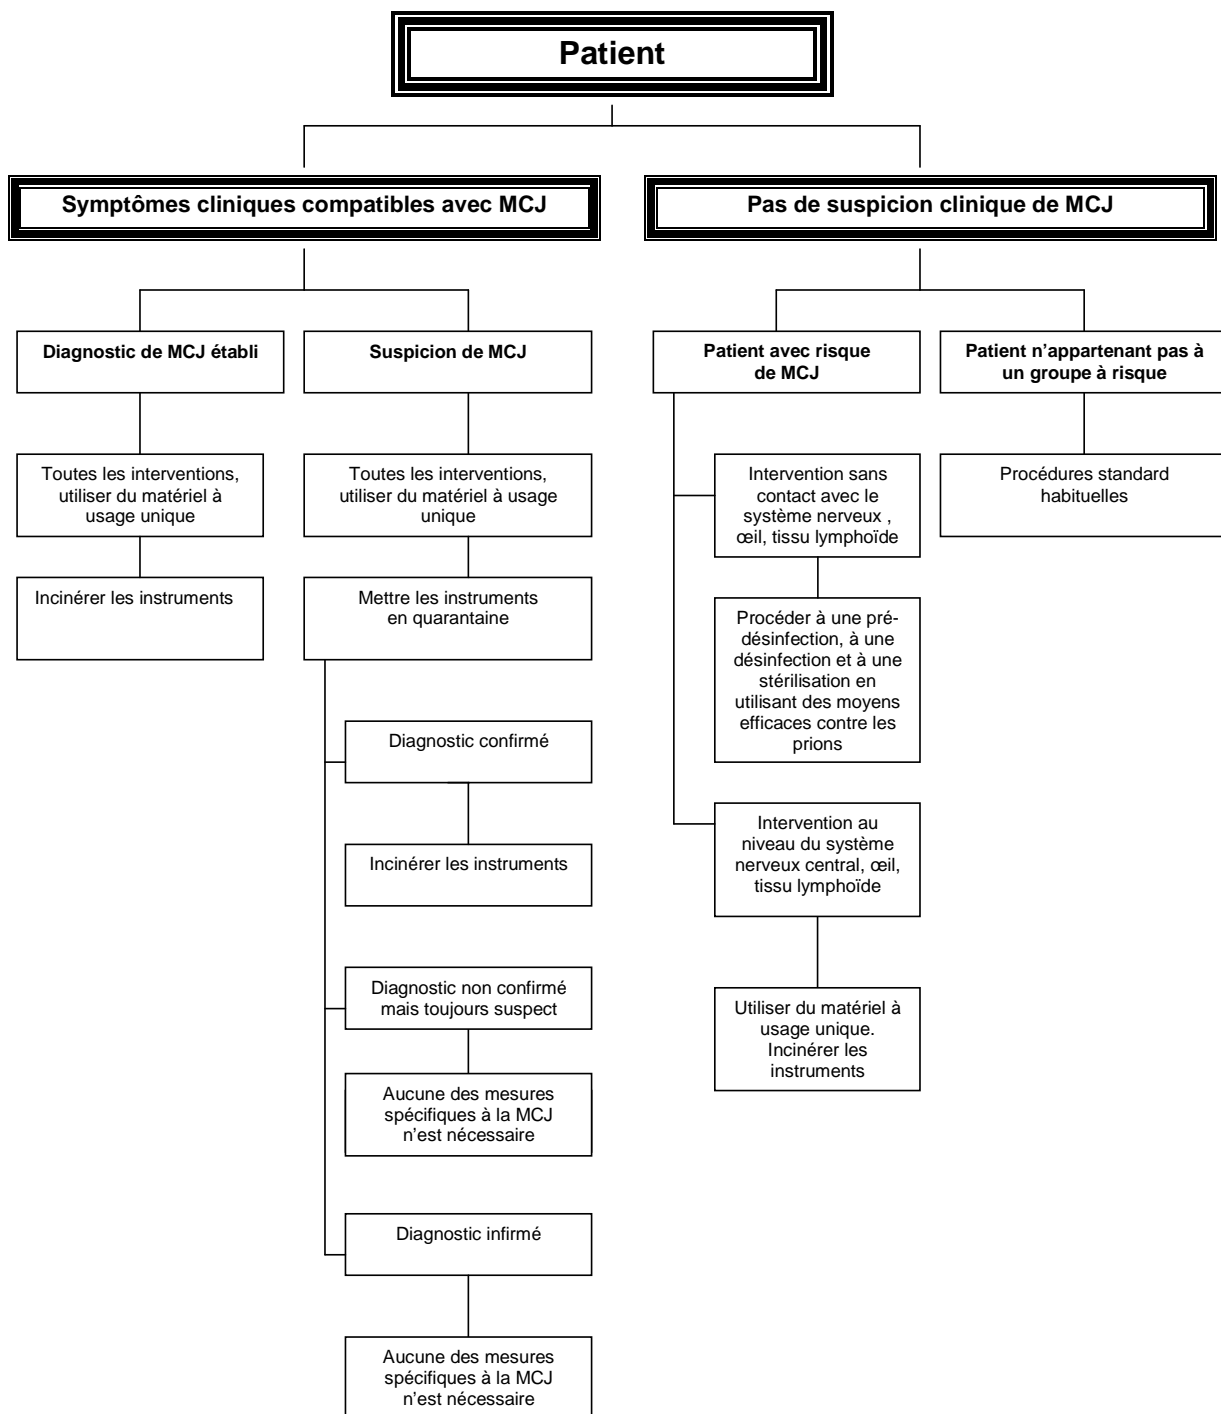 Patient
Symptômes cliniques compatibles avec MCJ
Pas de suspicion clinique de MCJ
Diagnostic de MCJ établi
Suspicion de MCJ
Patient avec risque
de MCJ
Patient n’appartenant pas à
un groupe à risque
Toutes les interventions,
utiliser du matériel à
usage unique
Toutes les interventions,
utiliser du matériel à usage
unique
Intervention sans
contact avec le
système nerveux ,
œil, tissu lymphoïde
Procédures standard
habituelles
Incinérer les instruments
Mettre les instruments
en quarantaine
Procéder à une pré-
désinfection, à une
désinfection et à une
stérilisation en
utilisant des moyens
efficaces contre les
prions
Diagnostic confirmé
Incinérer les instruments
Intervention au
niveau du système
nerveux central, œil,
tissu lymphoïde
Diagnostic non confirmé
mais toujours suspect
Utiliser du matériel à
usage unique.
Incinérer les
instruments
Aucune des mesures
spécifiques à la MCJ
n’est nécessaire
Diagnostic infirmé
Aucune des mesures
spécifiques à la MCJ
n’est nécessaire